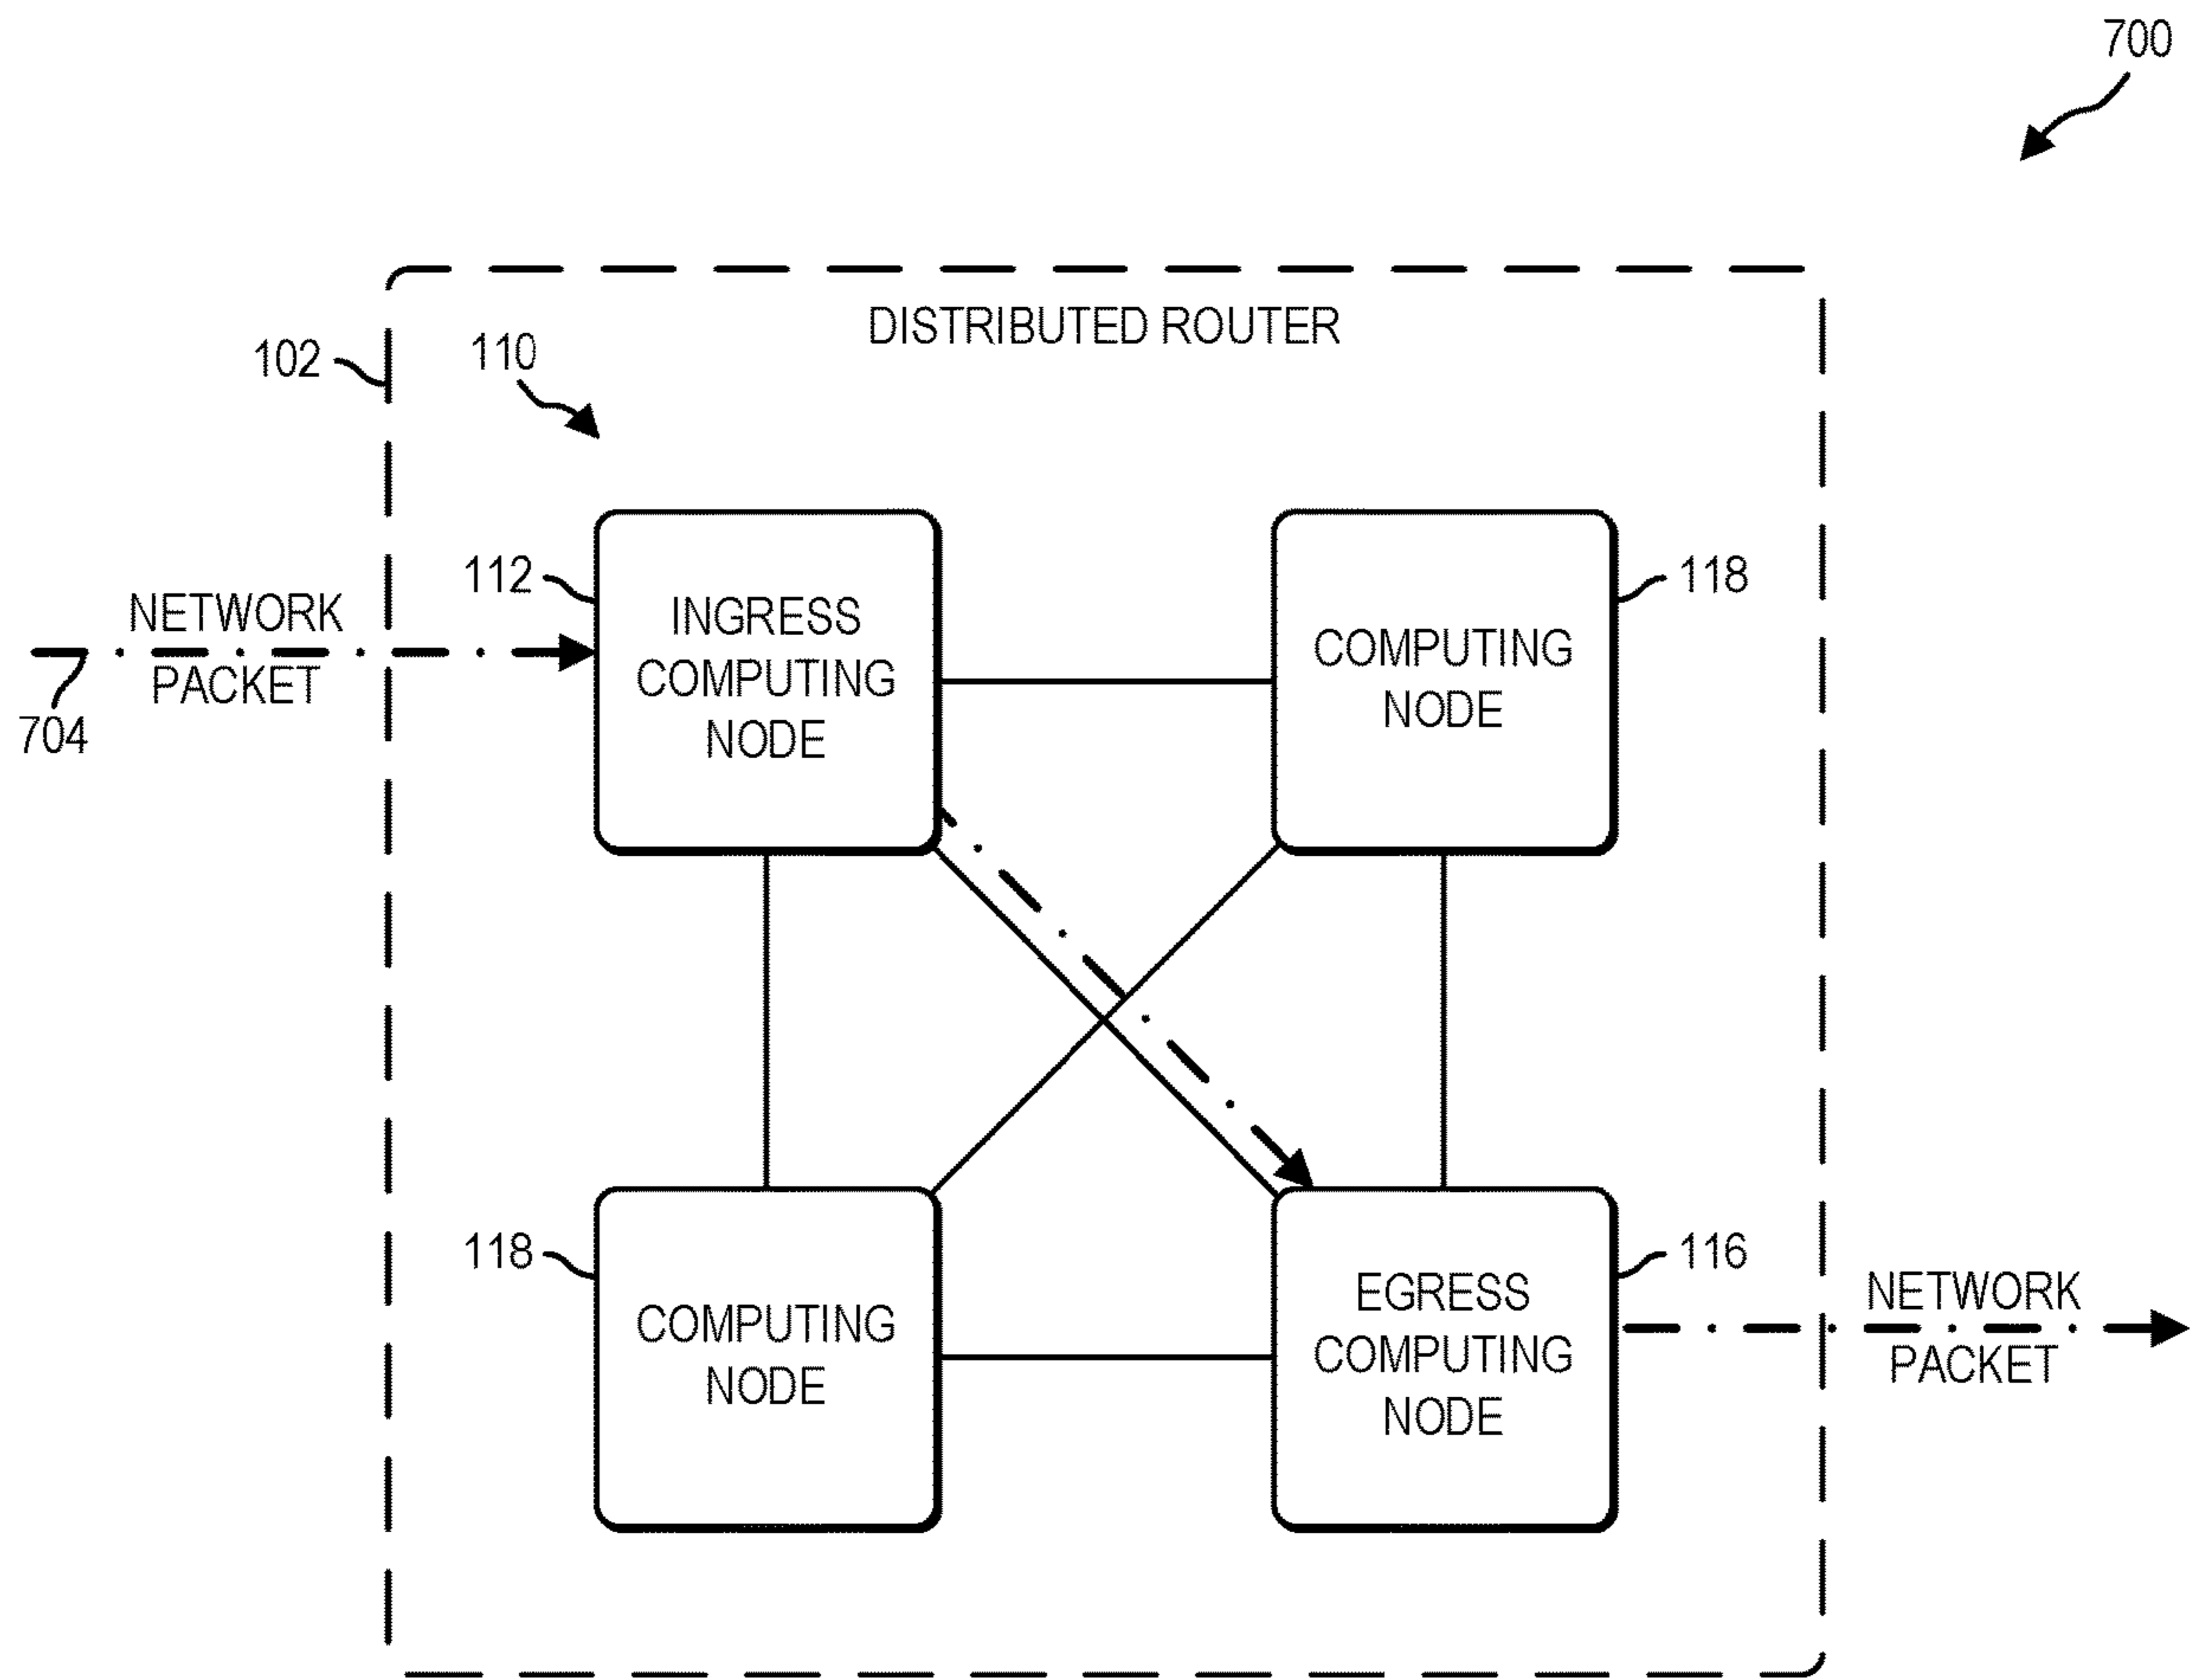 700
DISTRIBUTED ROUTER
102
110
112
118
NETWORK
PACKET
704
INGRESS
COMPUTING
NODE
COMPUTING
NODE
118
116
COMPUTING
NODE
EGRESS
COMPUTING
NODE
NETWORK
PACKET